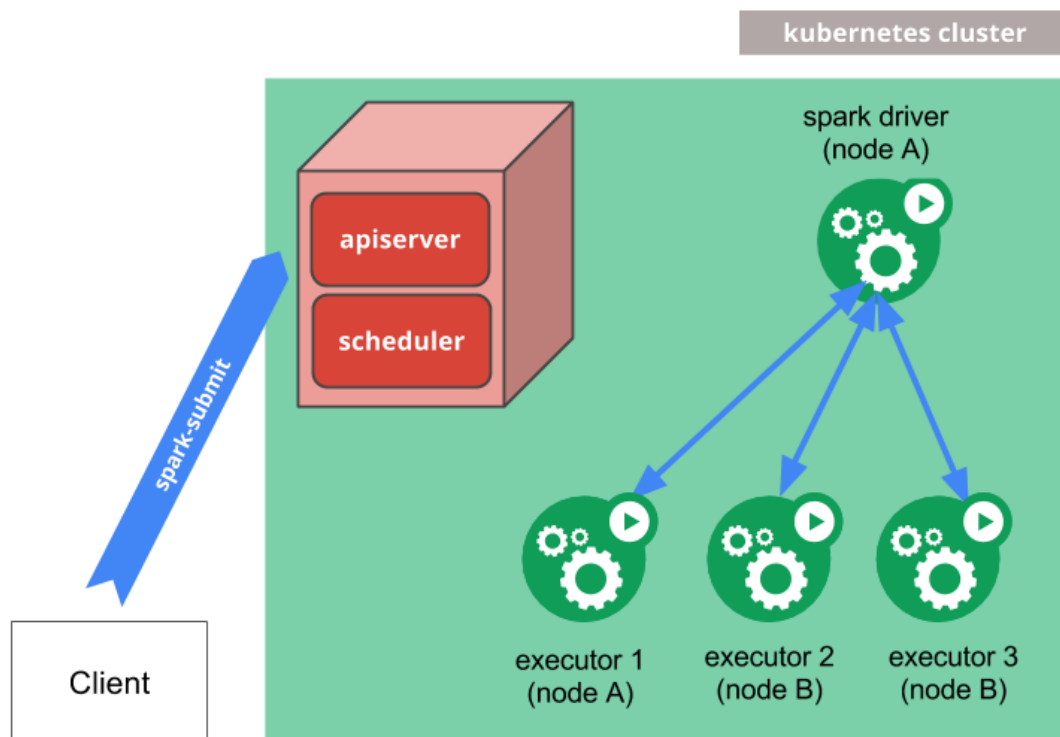 kubernetes cluster
spark driver
(node A)
apiserver
scheduler
spark-submit
Client
executor 1
(node A)
executor 2
(node B)
executor 3
(node B)